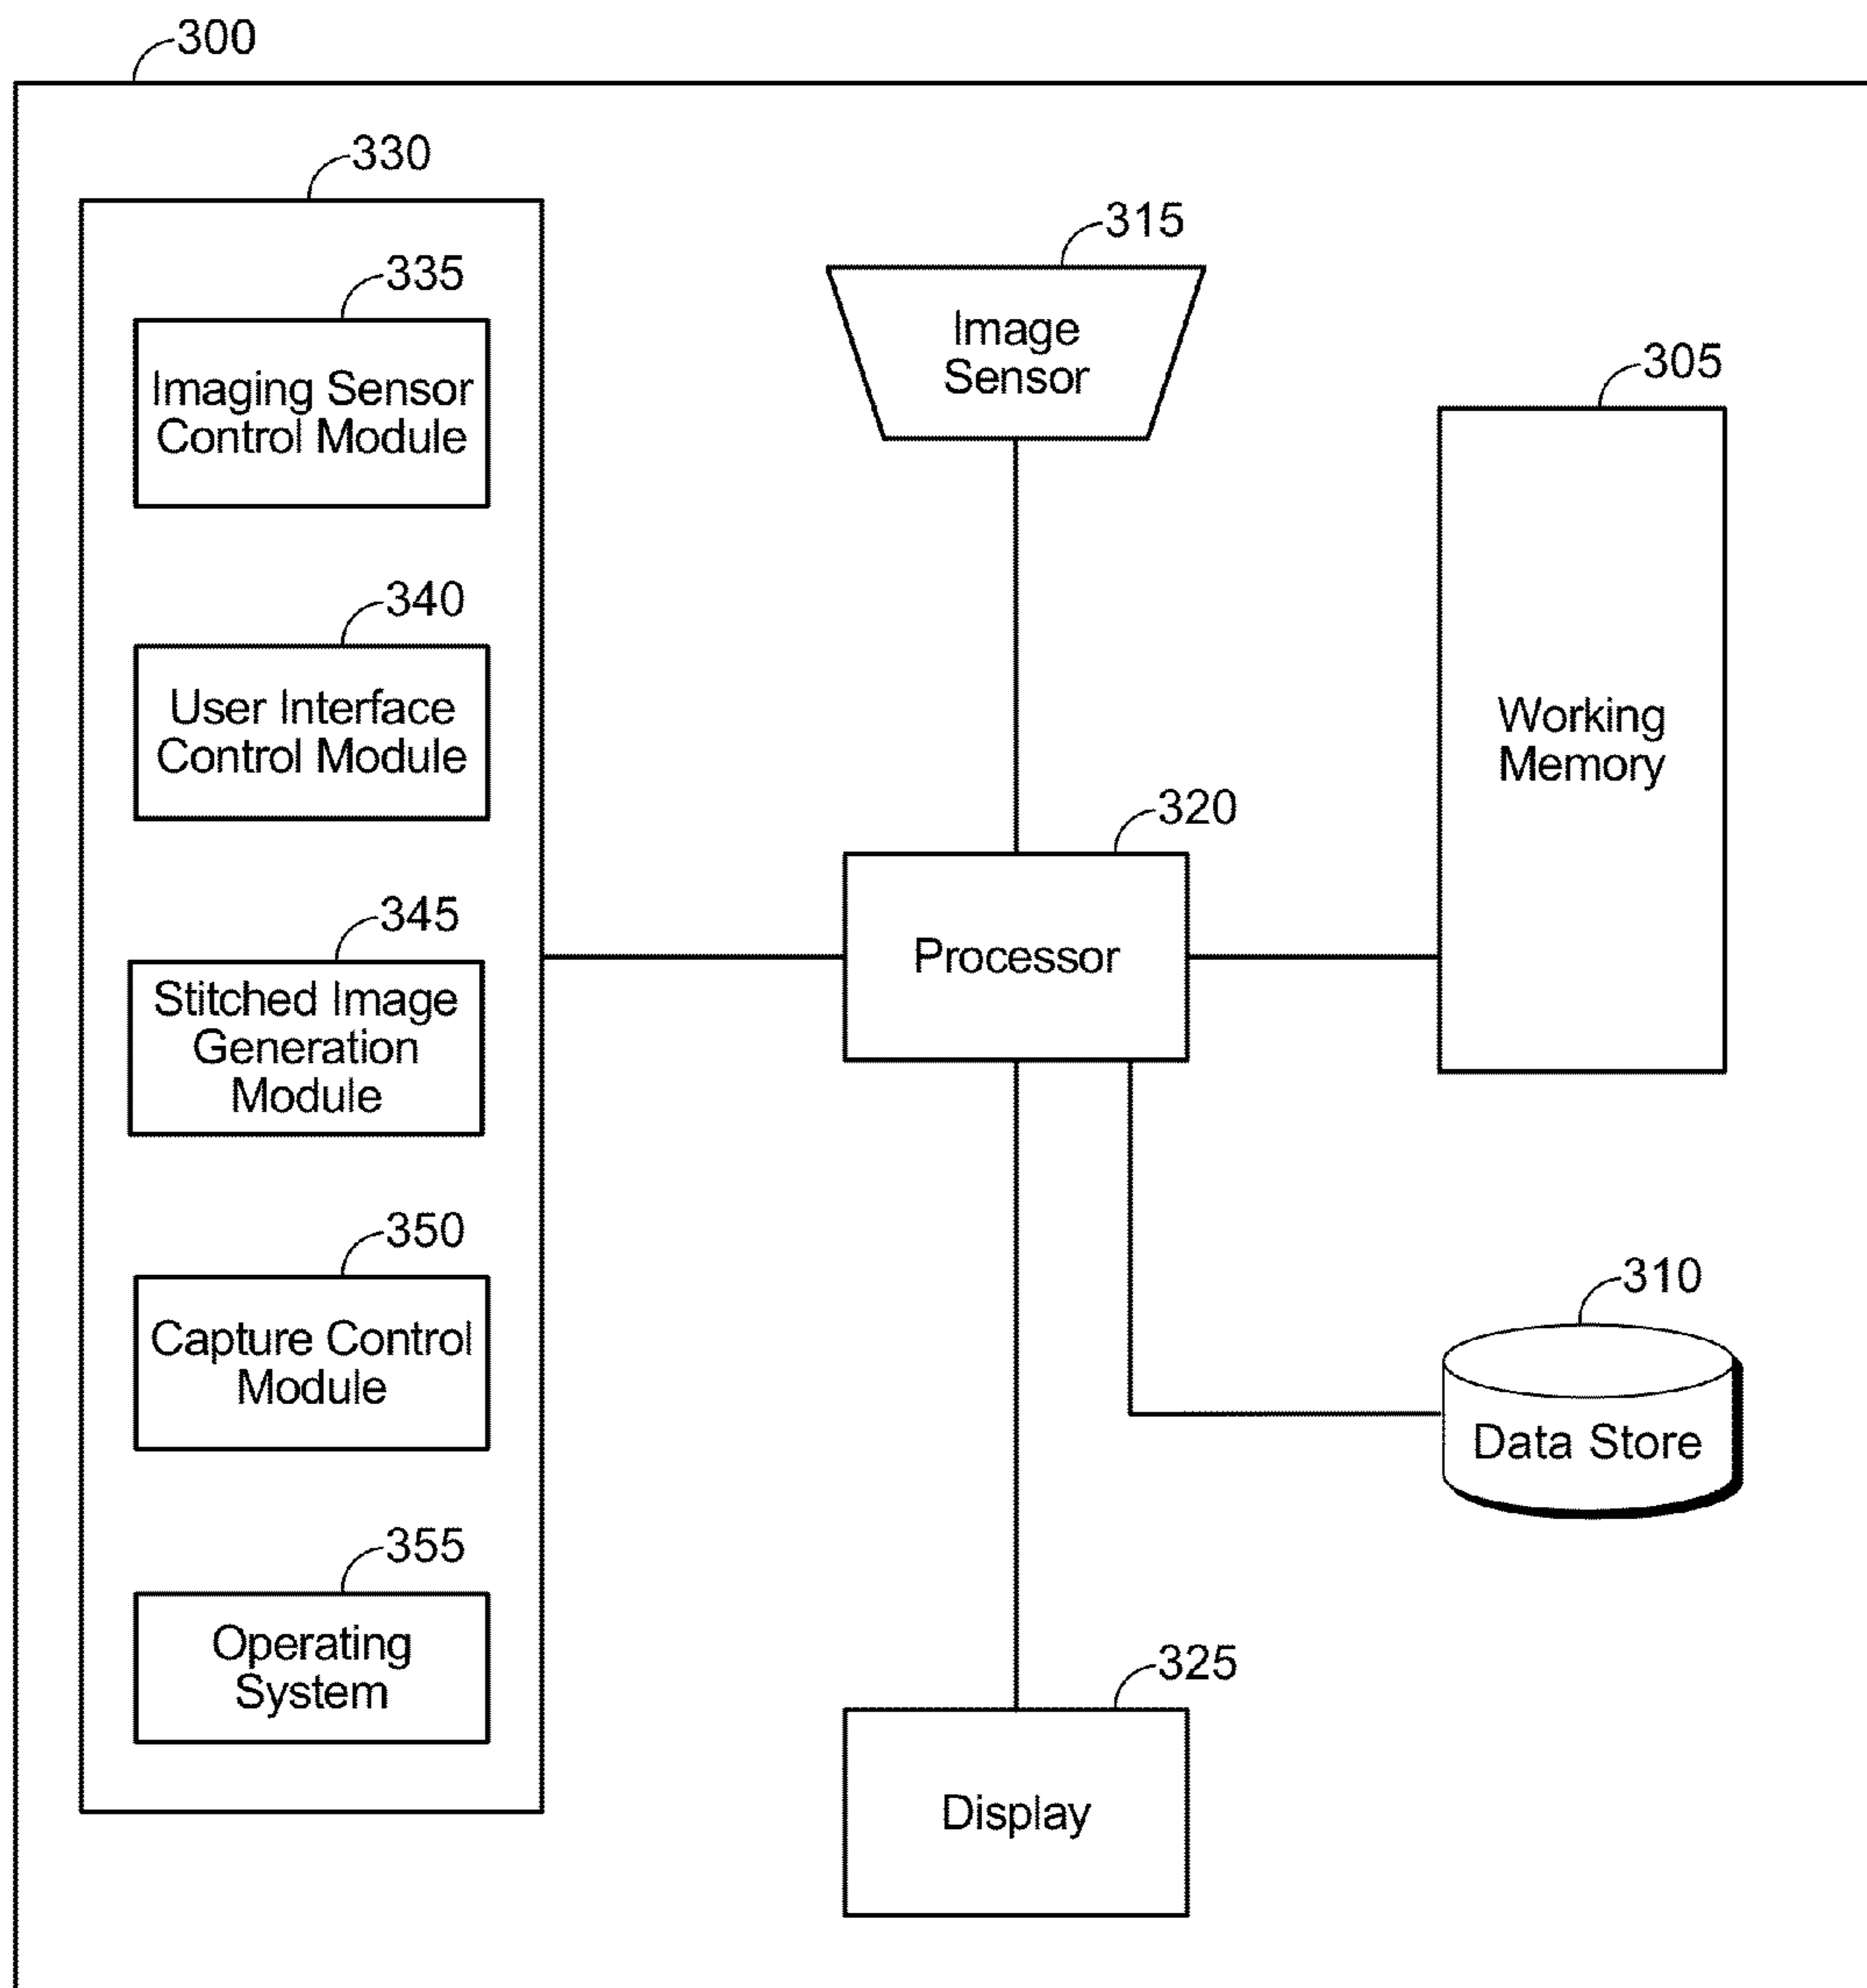 300
330
335
Imaging Sensor
Control Module
340
User Interface
Control Module
345
Stitched Image
Generation
Module
350
Capture Control
Module
355
Operating
System
315
Image
Sensor
305
Working
Memory
320
Processor
310
Data Store
325
Display